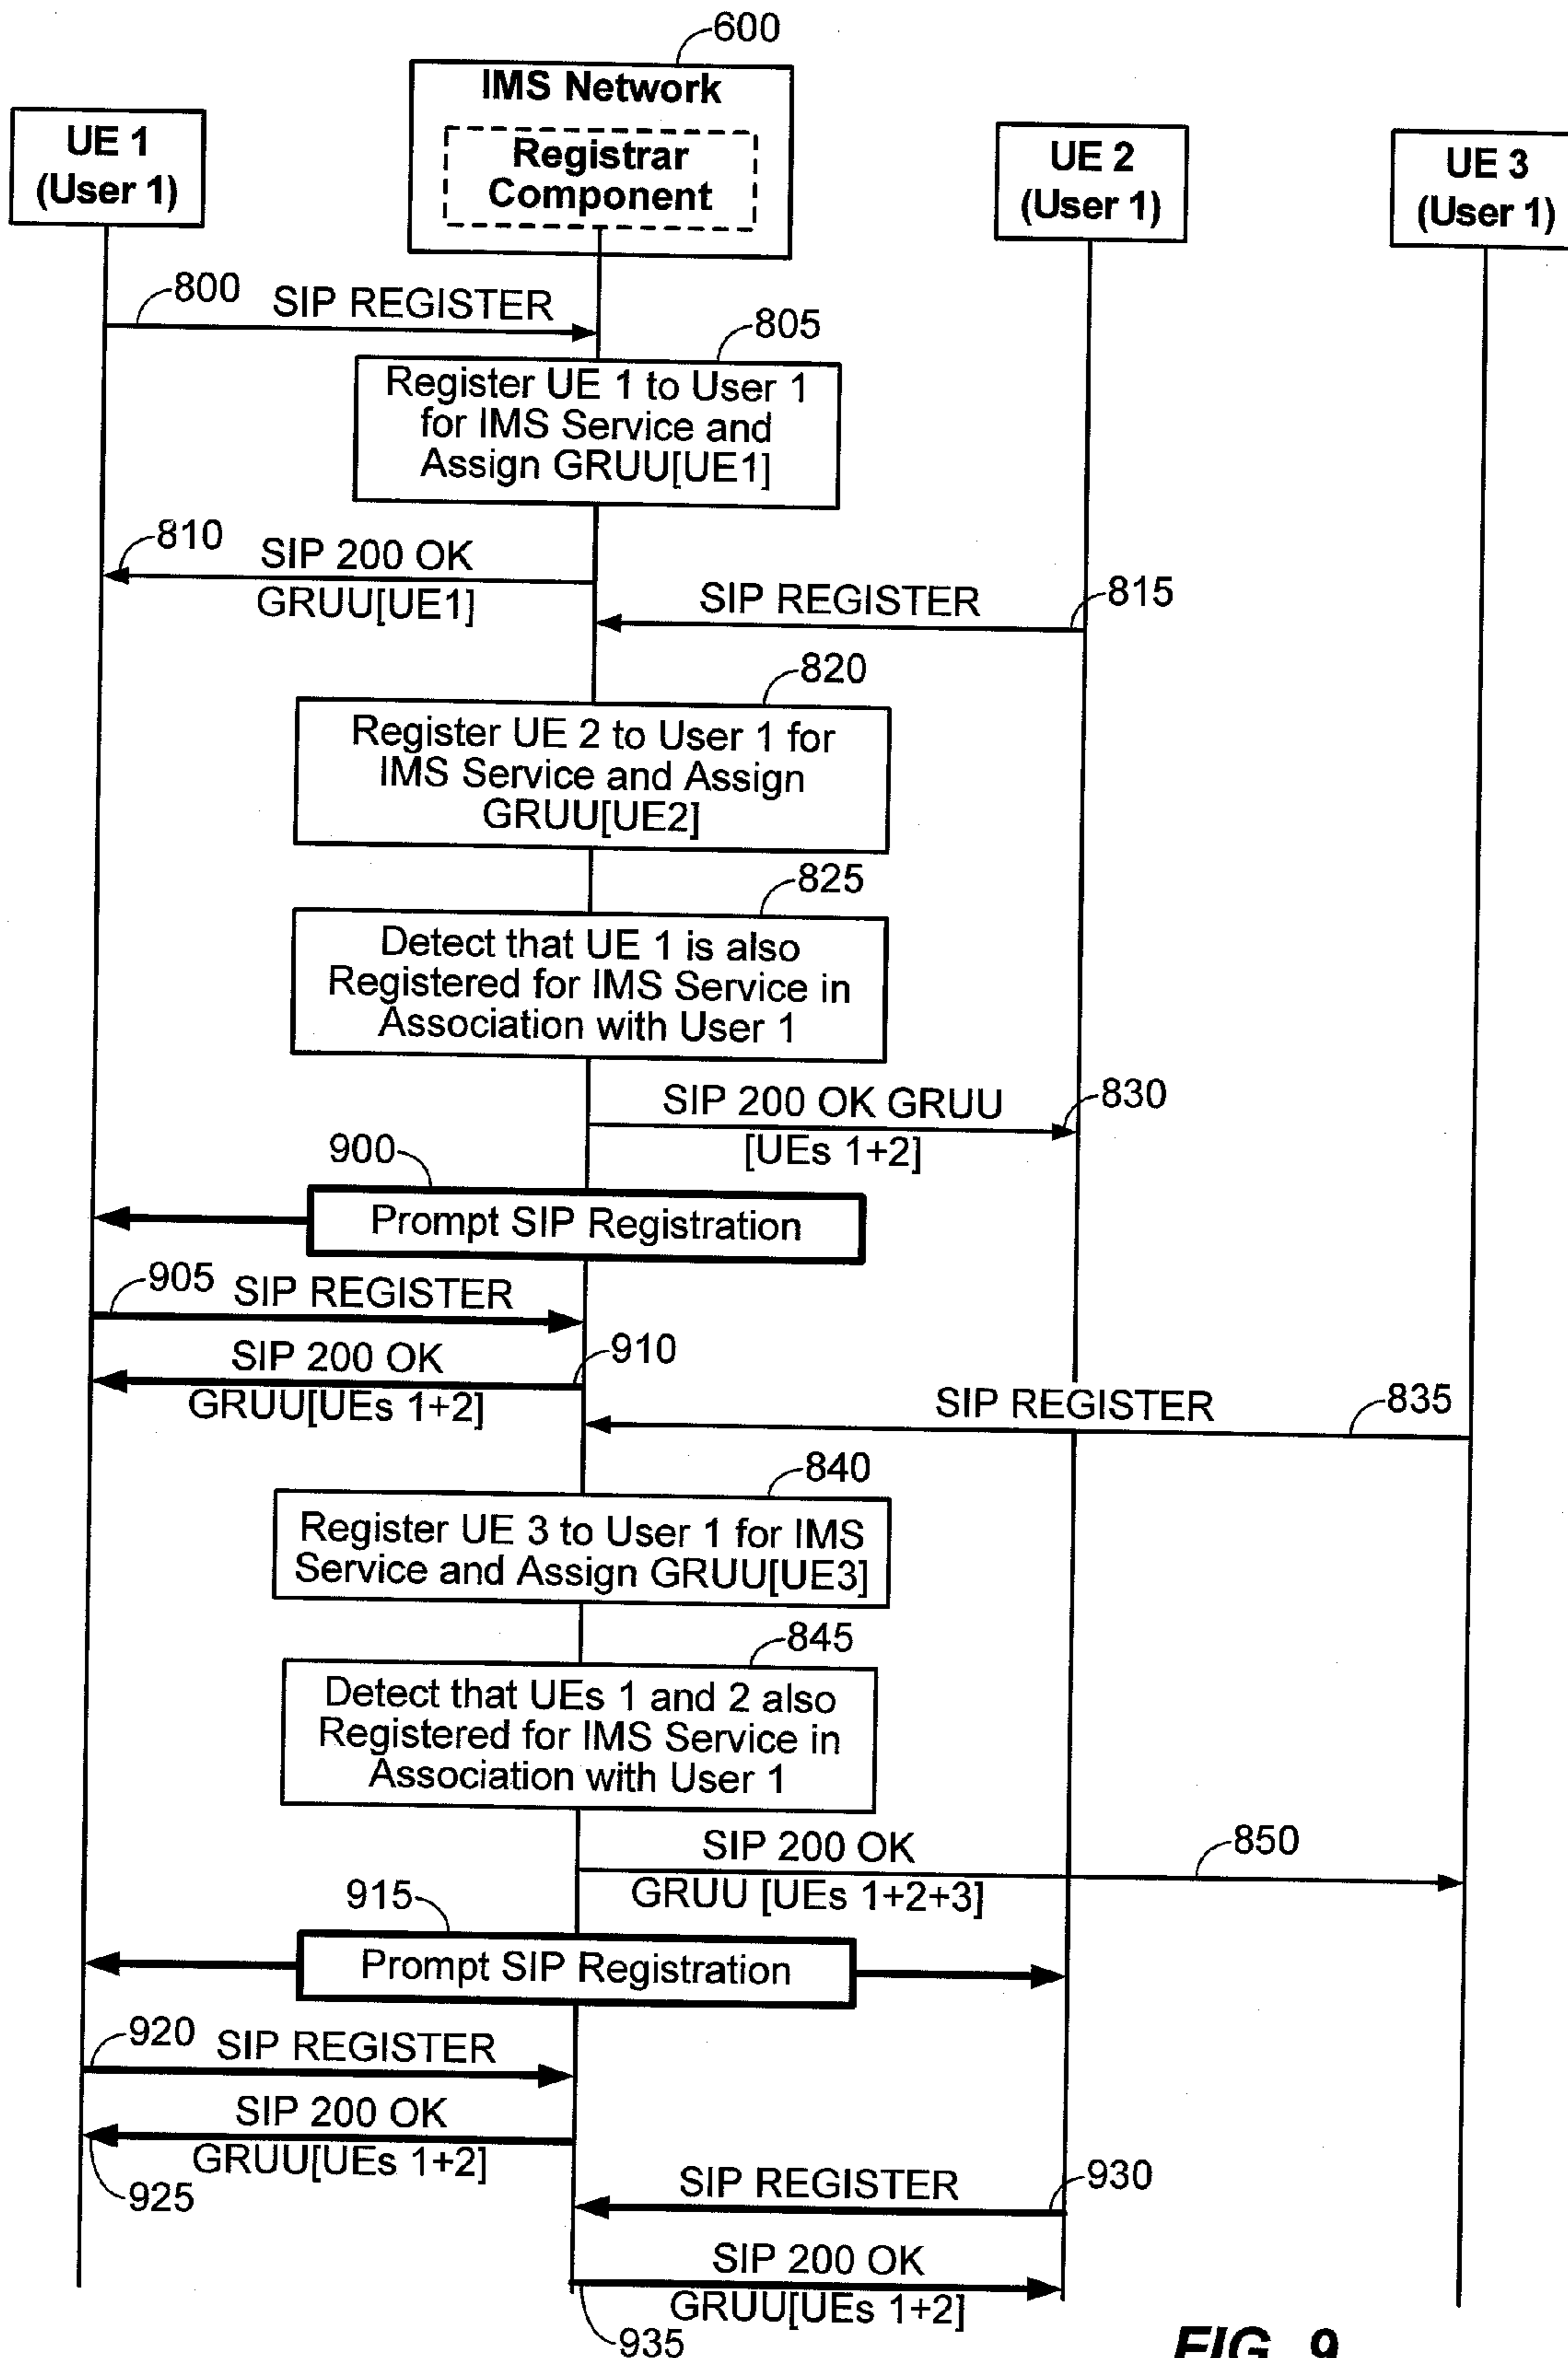 600
IMS Network
Registrar
Component
UE 1
(User 1)
UE 2
(User 1)
UE 3
(User 1)
800
SIP REGISTER
805
Register UE 1 to User 1
for IMS Service and
Assign GRUU[UE1]
810
SIP 200 OK
GRUU[UE1]
SIP REGISTER
815
820
Register UE 2 to User 1 for
IMS Service and Assign
GRUU[UE2]
825
Detect that UE 1 is also
Registered for IMS Service in
Association with User 1
SIP 200 OK GRUU
[UEs 1+2]
830
900
Prompt SIP Registration
905
SIP REGISTER
SIP 200 OK
GRUU[UEs 1+2]
910
SIP REGISTER
835
840
Register UE 3 to User 1 for IMS
Service and Assign GRUU[UE3]
845
Detect that UEs 1 and 2 also
Registered for IMS Service in
Association with User 1
SIP 200 OK
GRUU [UEs 1+2+3]
850
915
Prompt SIP Registration
920
SIP REGISTER
SIP 200 OK
GRUU[UEs 1+2]
925
SIP REGISTER
930
SIP 200 OK
GRUU[UEs 1+2]
935
FIG. 9